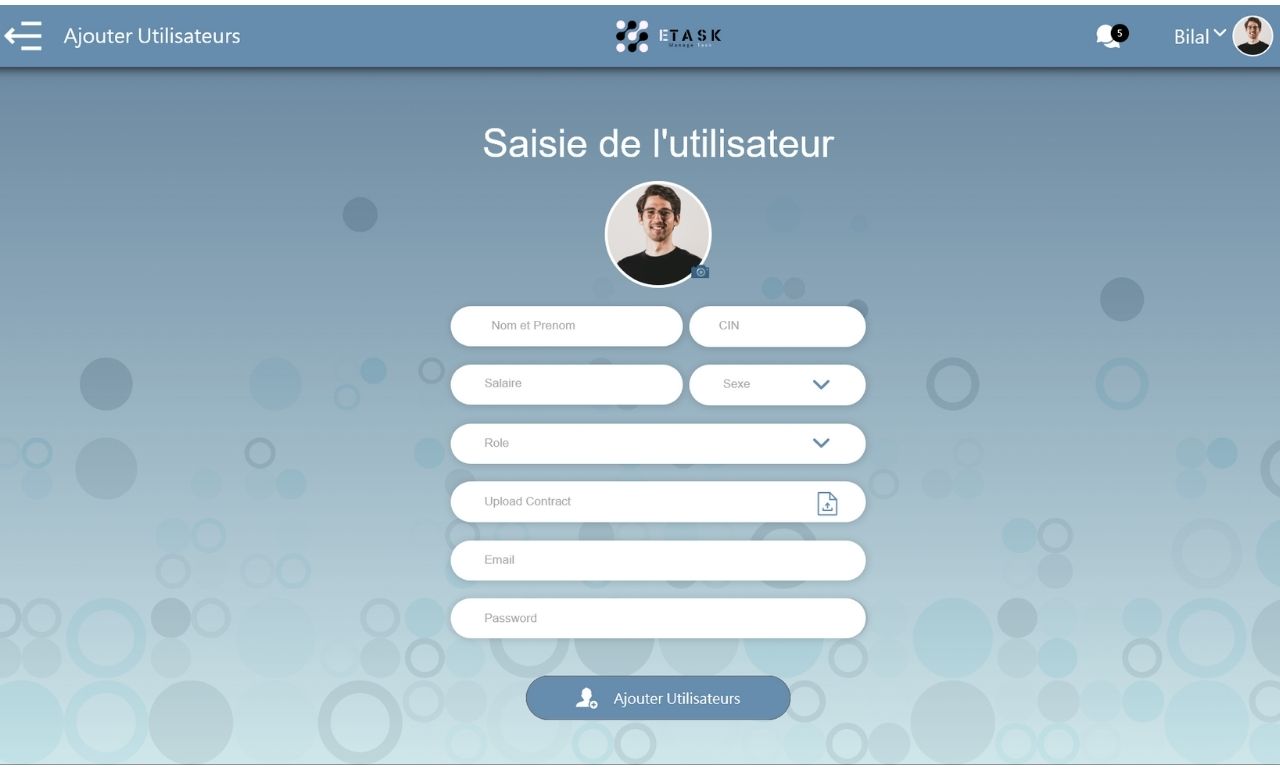 Ajouter Utilisateurs
ETASK
Manage Task
5
Bilal
Saisie de l'utilisateur
Nom et Prenom
CIN
Salaire
Sexe
Role
Upload Contract
Email
Password
Ajouter Utilisateurs